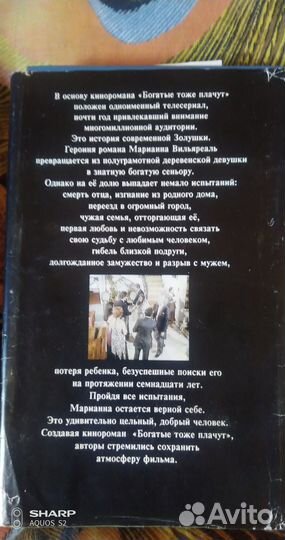 В основу киноромана «Богатые тоже плачут»
положен одноименный телесериал,
почти год привлекавший внимание
многомиллионной аудитории.
Это история современной Золушки.
Героиня романа Марианна Вильяреаль
превращается из полуграмотной деревенской девушки
в знатную богатую сеньору.
Однако на её долю выпадает немало испытаний:
смерть отца, изгнание из родного дома,
переезд в огромный город,
чужая семья, отторгающая её,
первая любовь и невозможность связать
свою судьбу с любимым человеком,
гибель близкой подруги,
долгожданное замужество и разрыв с мужем,
потеря ребенка, безуспешные поиски его
на протяжении семнадцати лет.
Пройдя все испытания,
Марианна остается верной себе.
Это удивительно цельный, добрый человек.
Создавая кинороман «Богатые тоже плачут»,
авторы стремились сохранить
атмосферу фильма.
SHARP
AQUOS S2
Avito